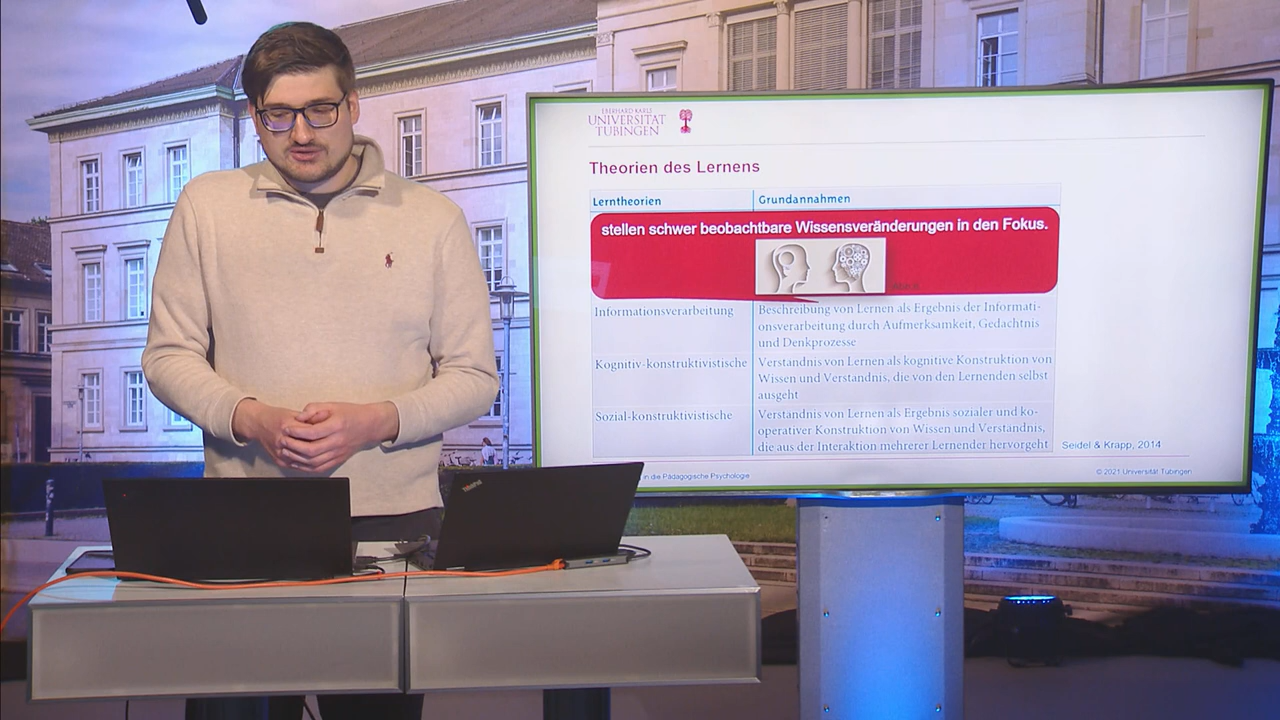 EBERHARD KARLS
UNIVERSITÄT
TÜBINGEN
Theorien des Lernens
Lerntheorien
Grundannahmen
stellen schwer beobachtbare Wissensveränderungen in den Fokus.
Informationsverarbeitung
Beschreibung von Lernen als Ergebnis der Informati-
onsverarbeitung durch Aufmerksamkeit, Gedächtnis
und Denkprozesse
Kognitiv-konstruktivistische
Verständnis von Lernen als kognitive Konstruktion von
Wissen und Verständnis, die von den Lernenden selbst
ausgeht
Sozial-konstruktivistische
Verständnis von Lernen als Ergebnis sozialer und ko-
operativer Konstruktion von Wissen und Verständnis,
die aus der Interaktion mehrerer Lernender hervorgeht
Seidel & Krapp, 2014
in die Pädagogische Psychologie
© 2021 Universität Tübingen
ThinkPad